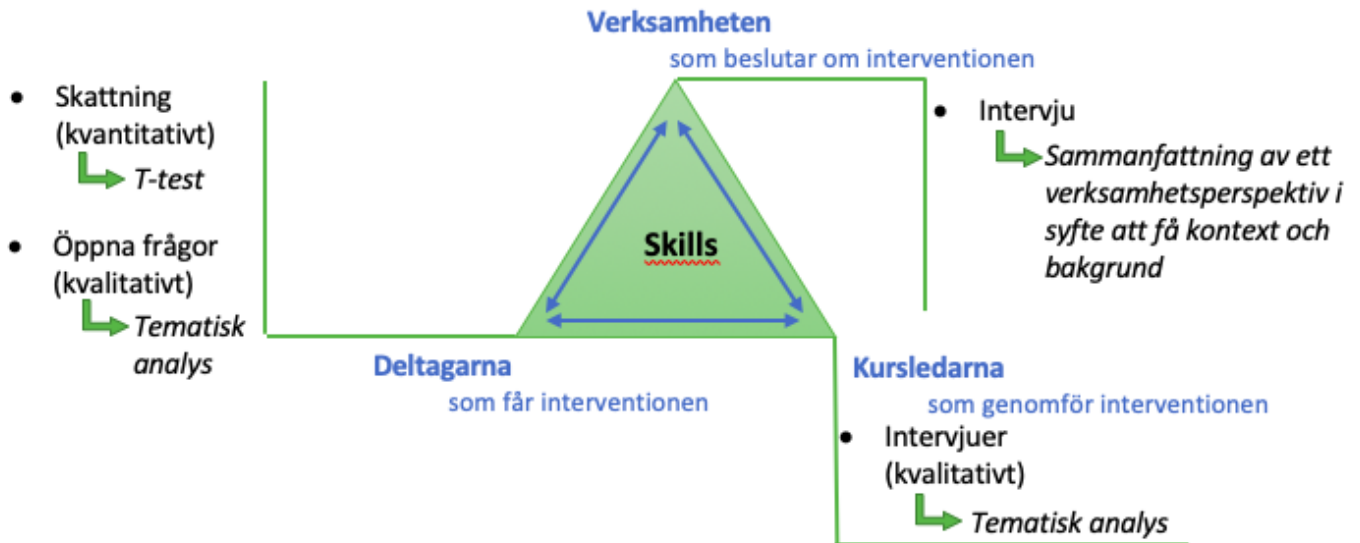 Verksamheten
som beslutar om interventionen
• Skattning
(kvantitativt)
T-test
• Öppna frågor
(kvalitativt)
Tematisk
analys
Skills
• Intervju
Sammanfattning av ett
verksamhetsperspektiv i
syfte att få kontext och
bakgrund
Deltagarna
som får interventionen
Kursledarna
som genomför interventionen
• Intervjuer
(kvalitativt)
Tematisk analys